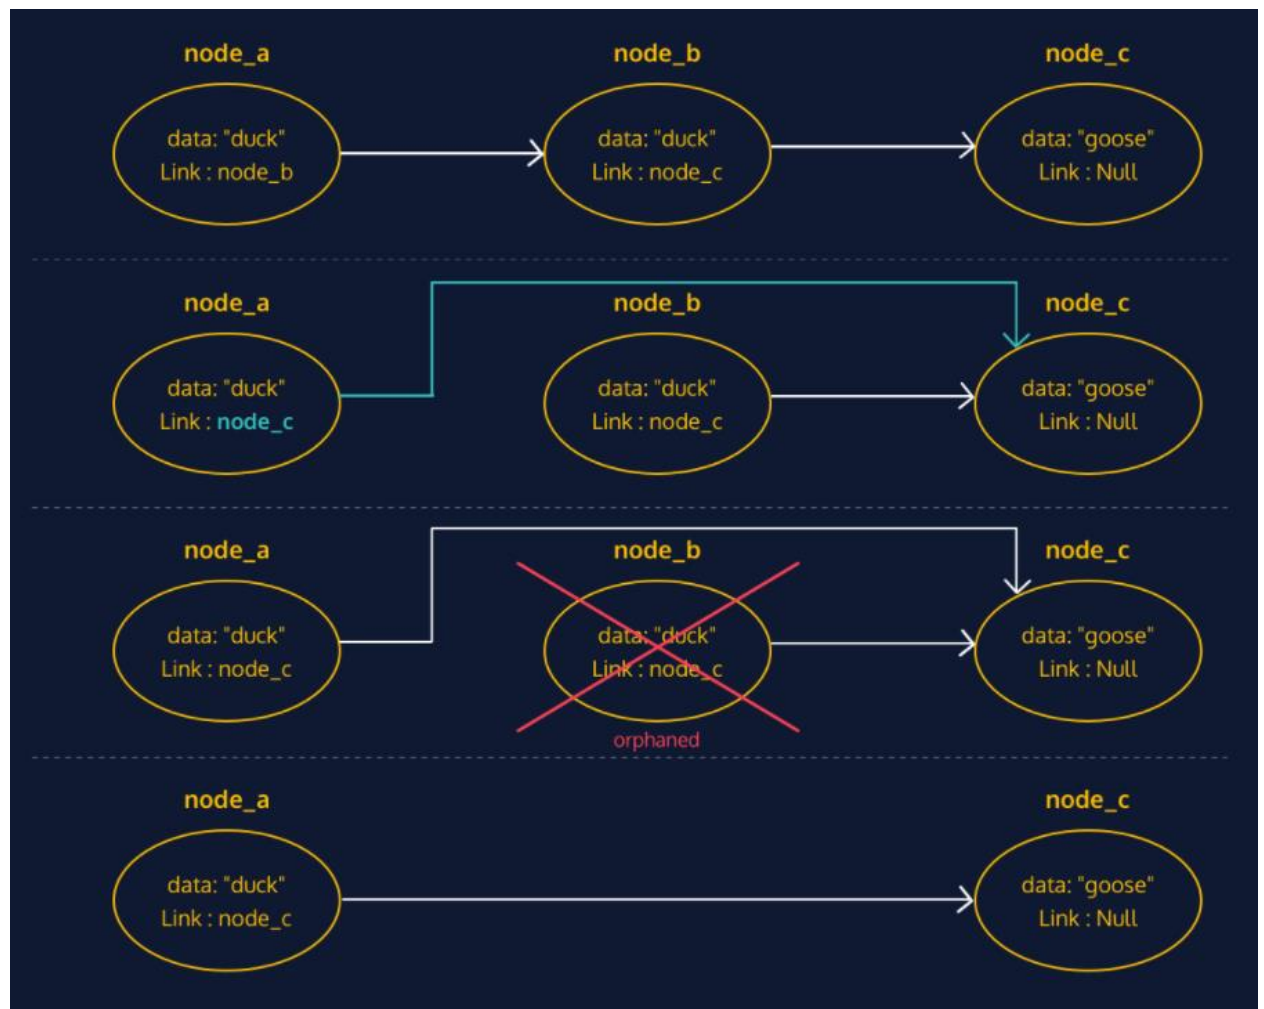 node_a
node_b
node_c
data: "duck"
Link : node_b
data: "duck"
Link : node_c
data: "goose"
Link : Null
node_a
node_b
node_c
data: "duck"
Link : node_c
data: "duck"
Link : node_c
data: "goose"
Link : Null
node_a
node_b
node_c
data: "duck"
Link : node_c
data: "duck"
Link : node_c
data: "goose"
Link : Null
orphaned
node_a
node_c
data: "duck"
Link : node_c
data: "goose"
Link : Null